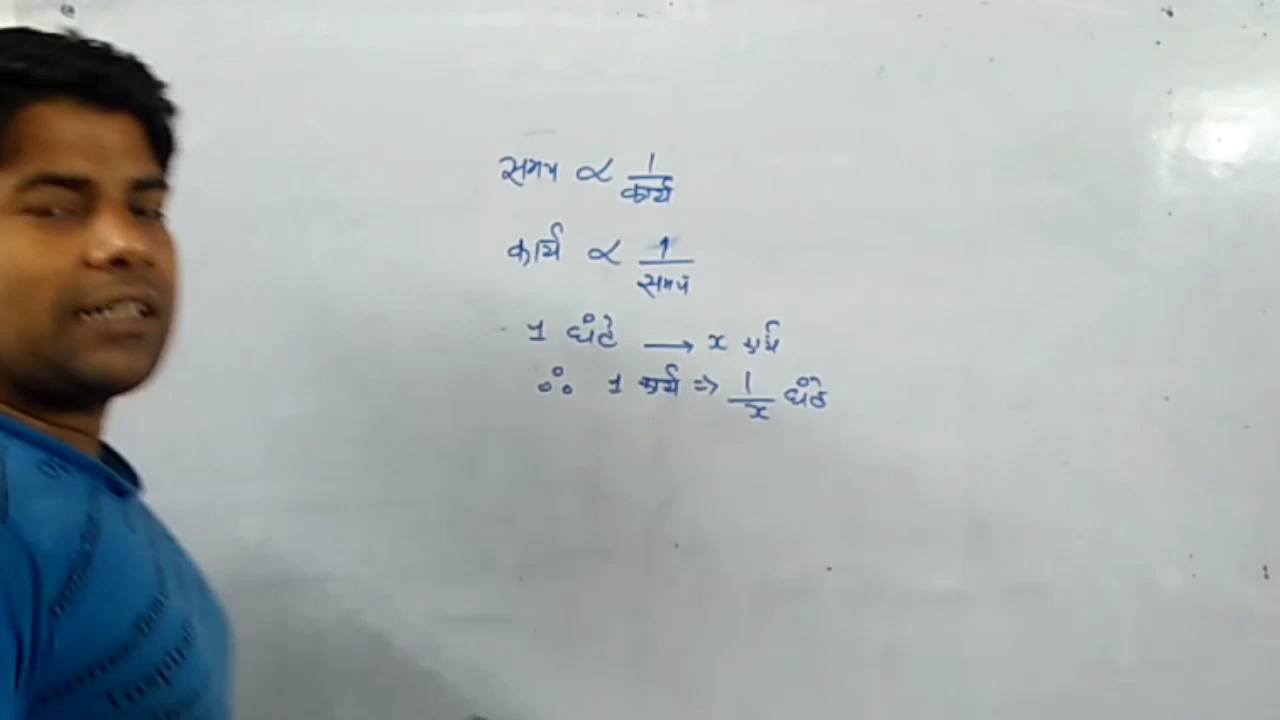 समय ∝ 1/कार्य
कार्य ∝ 1/समय
1 घंटे → x कार्य
∴ 1 कार्य ⇒ 1/x घंटे